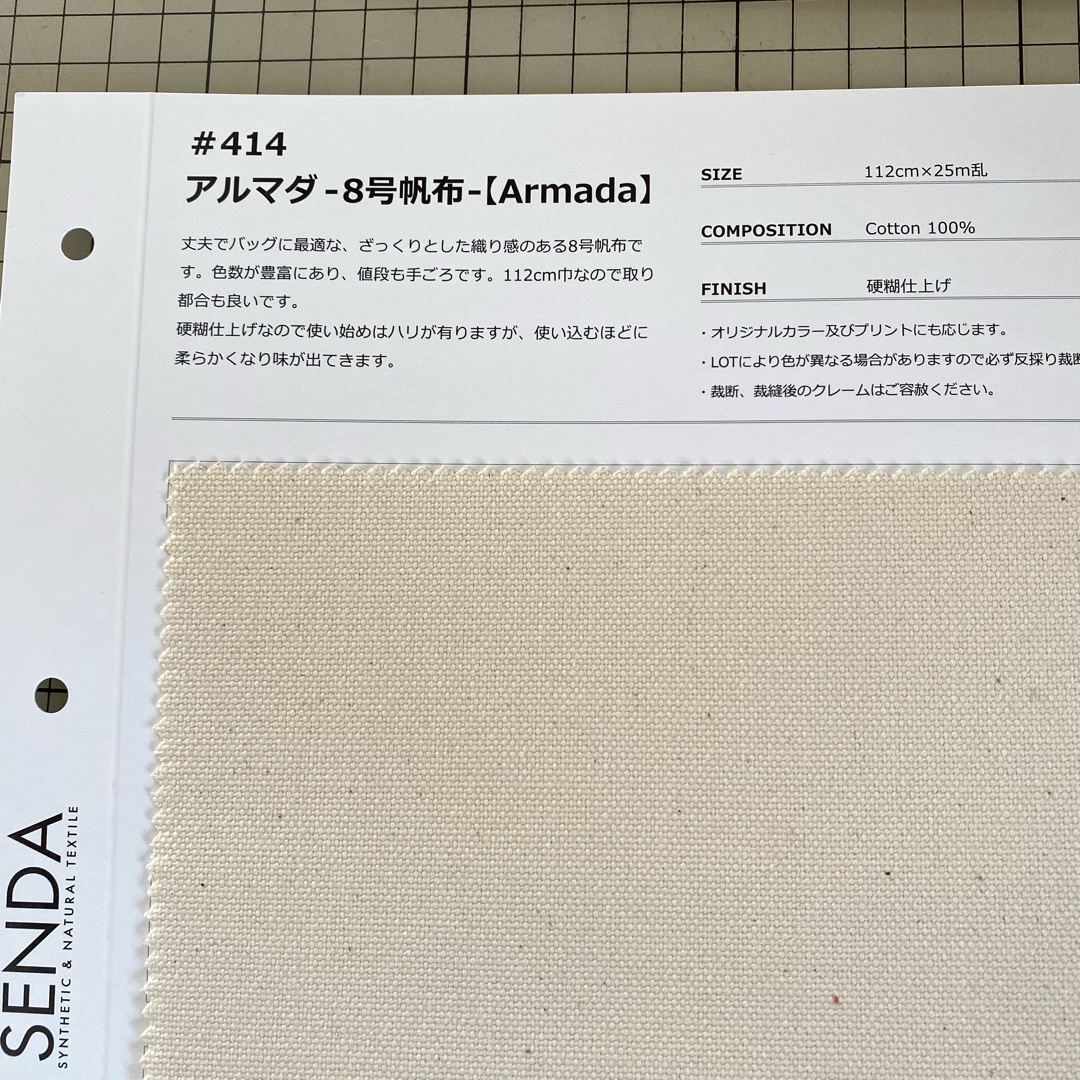 #414
アルマダ-8号帆布-【Armada】
丈夫でバッグに最適な、ざっくりとした織り感のある8号帆布で
す。色数が豊富にあり、値段も手ごろです。112cm巾なので取り
都合も良いです。
硬糊仕上げなので使い始めはハリが有りますが、使い込むほどに
柔らかくなり味が出てきます。
SIZE 112cm×25m乱
COMPOSITION Cotton 100%
FINISH 硬糊仕上げ
・オリジナルカラー及びプリントにも応じます。
・LOTにより色が異なる場合がありますので必ず反採り裁断
・裁断、裁縫後のクレームはご容赦ください。
SENDA
SYNTHETIC & NATURAL TEXTILE